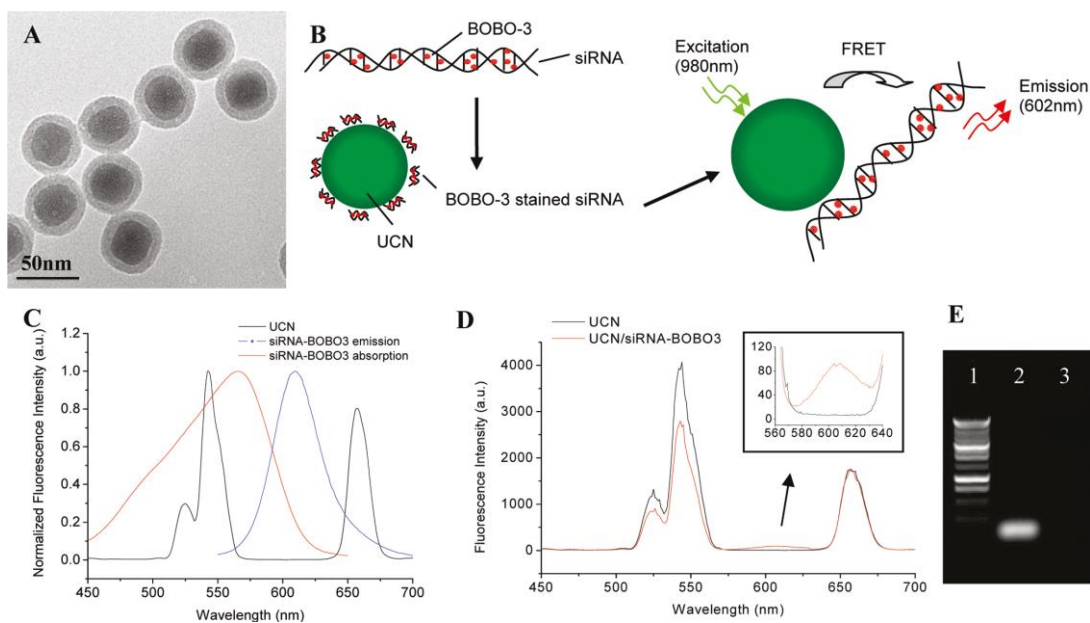 A
50nm
B
BOBO-3
siRNA
BOBO-3 stained siRNA
UCN
Excitation
(980nm)
FRET
Emission
(602nm)
C
UCN
siRNA-BOBO3 emission
siRNA-BOBO3 absorption
Normalized Fluorescence Intensity (a.u.)
1.2
1.0
0.8
0.6
0.4
0.2
0.0
450 500 550 600 650 700
Wavelength (nm)
D
UCN
UCN/siRNA-BOBO3
Fluorescence Intensity (a.u.)
4000
3000
2000
1000
0
450 500 550 600 650 700
Wavelength (nm)
120
80
40
0
560 580 600 620 640
E
1 2 3